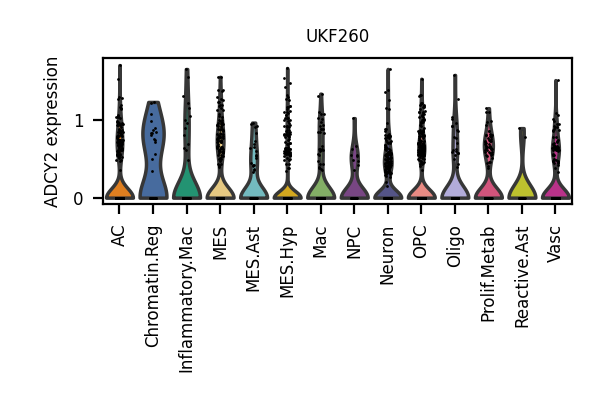 UKF260
ADCY2 expression
1
0
AC
Chromatin.Reg
Inflammatory.Mac
MES
MES.Ast
MES.Hyp
Mac
NPC
Neuron
OPC
Oligo
Prolif.Metab
Reactive.Ast
Vasc